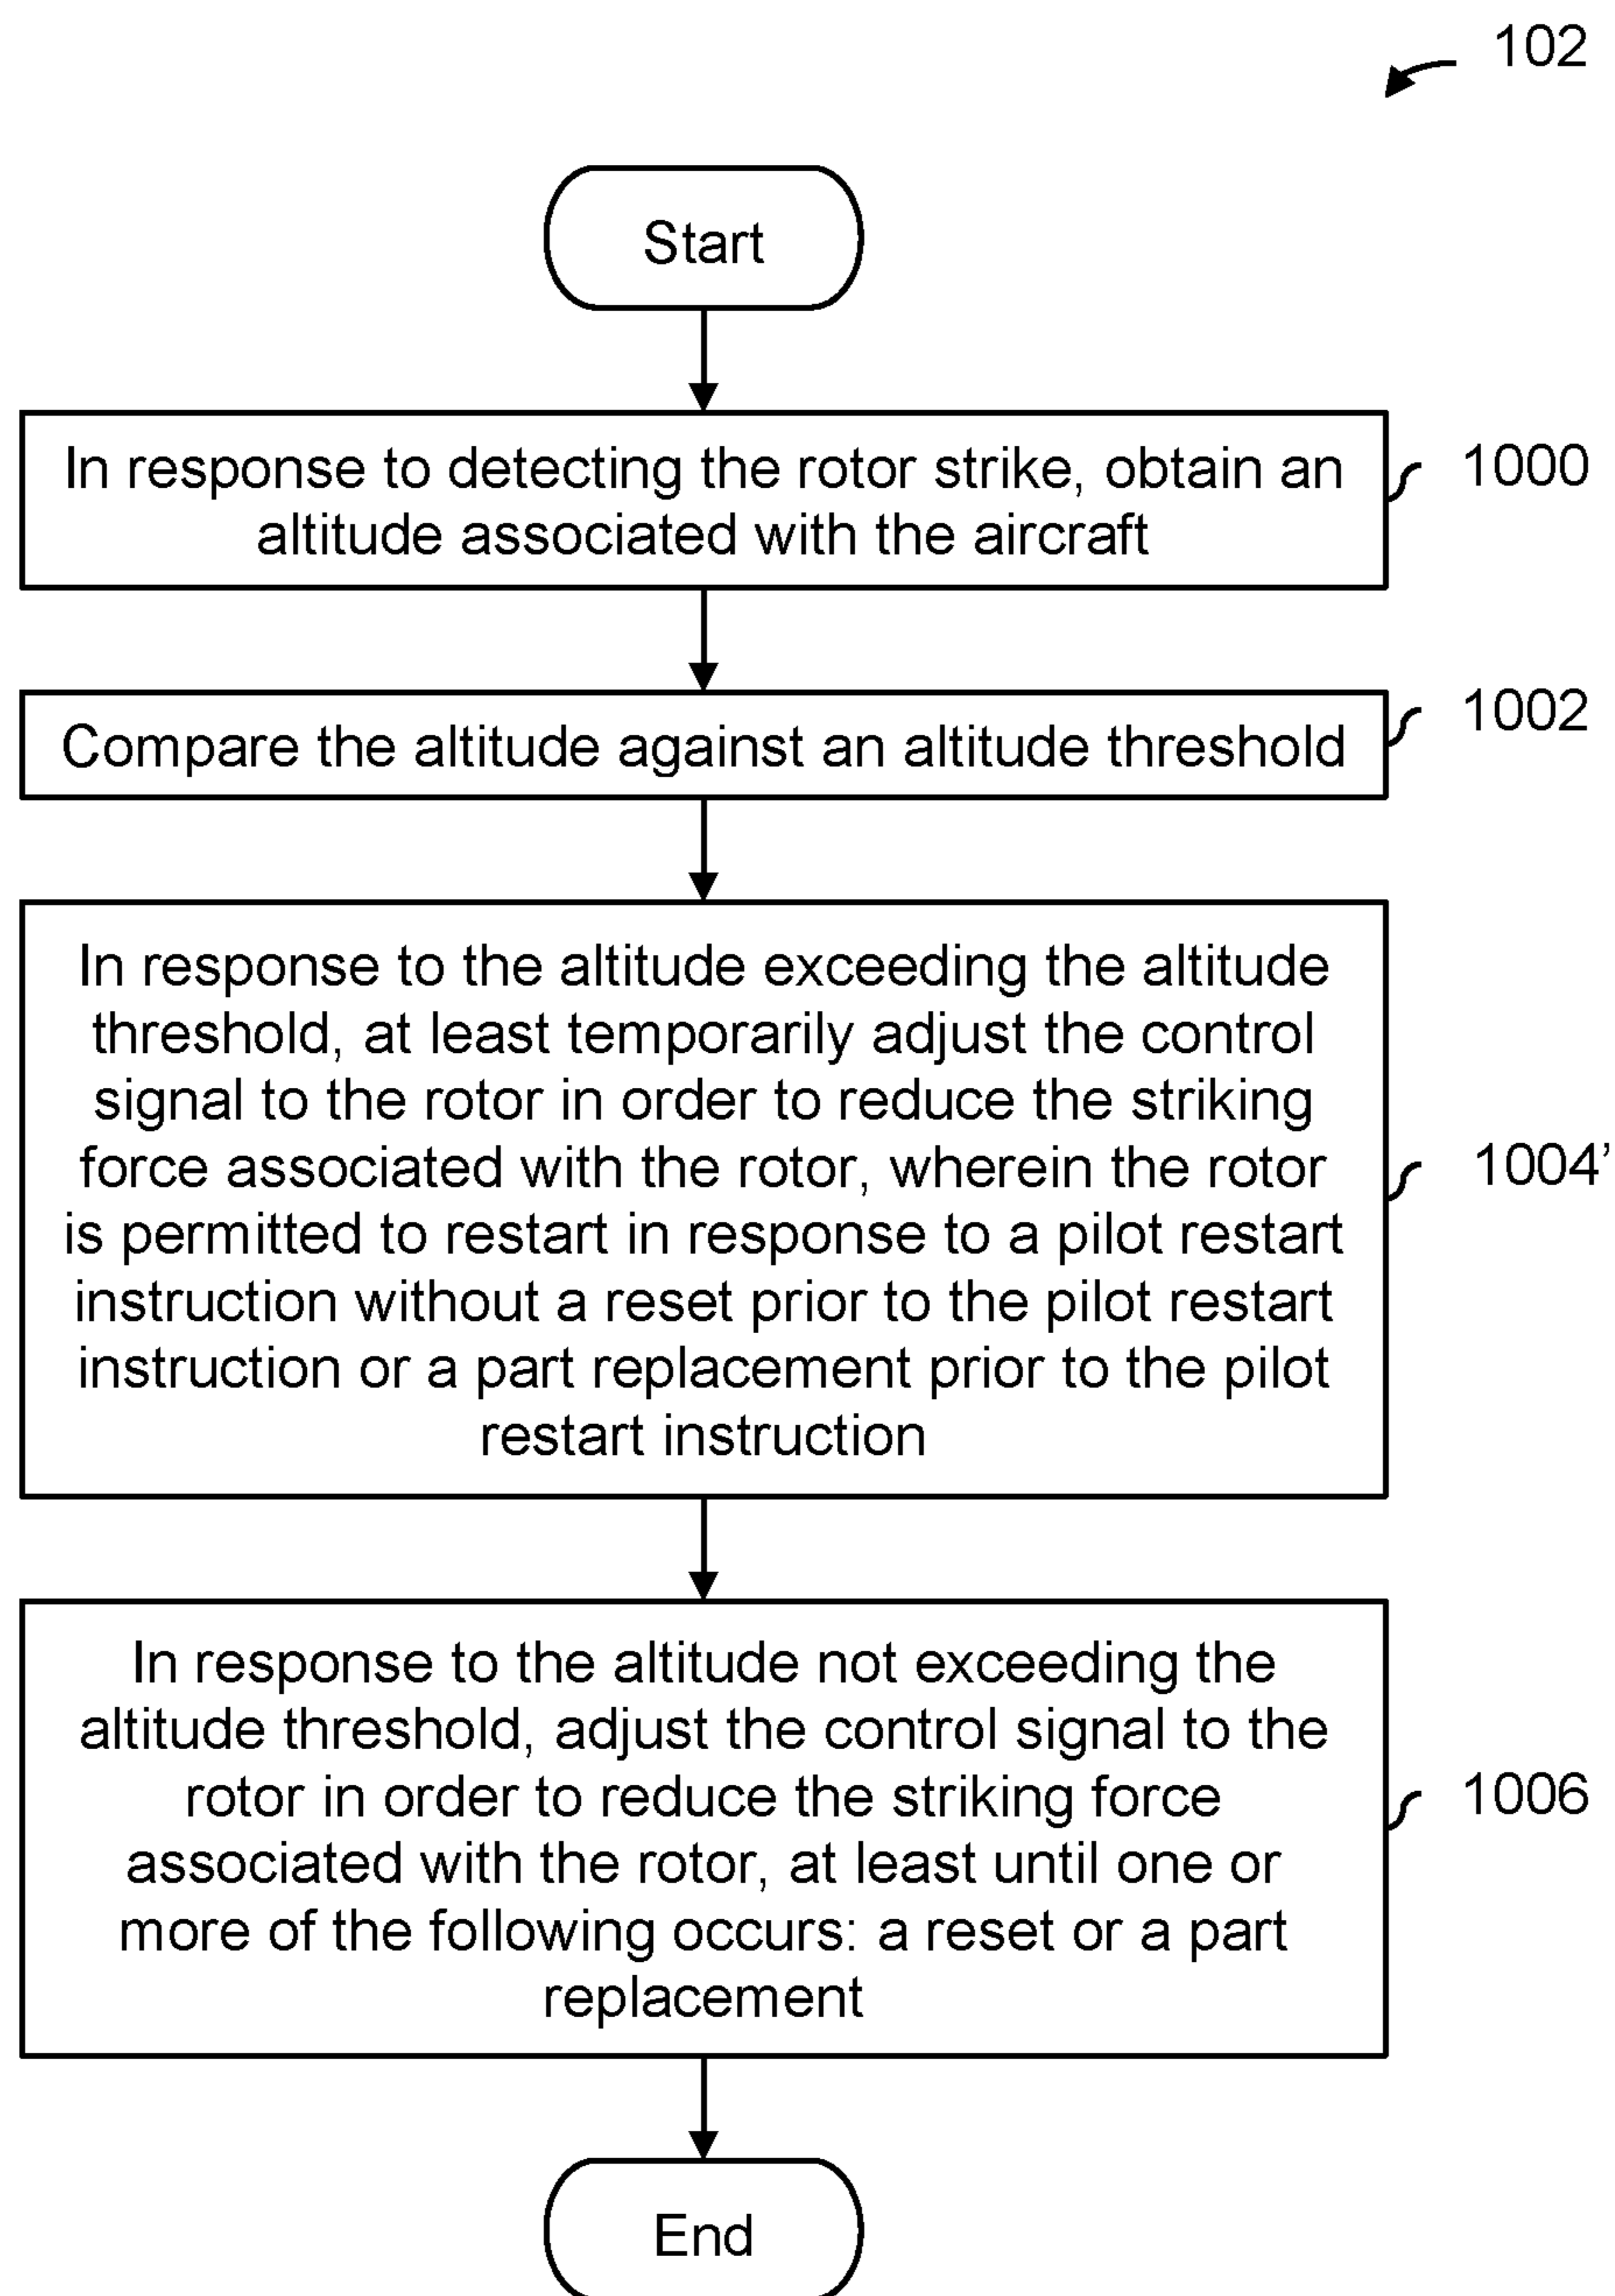 102
Start
In response to detecting the rotor strike, obtain an
altitude associated with the aircraft
1000
Compare the altitude against an altitude threshold
1002
In response to the altitude exceeding the altitude
threshold, at least temporarily adjust the control
signal to the rotor in order to reduce the striking
force associated with the rotor, wherein the rotor
is permitted to restart in response to a pilot restart
instruction without a reset prior to the pilot restart
instruction or a part replacement prior to the pilot
restart instruction
1004’
In response to the altitude not exceeding the
altitude threshold, adjust the control signal to the
rotor in order to reduce the striking force
associated with the rotor, at least until one or
more of the following occurs: a reset or a part
replacement
1006
End